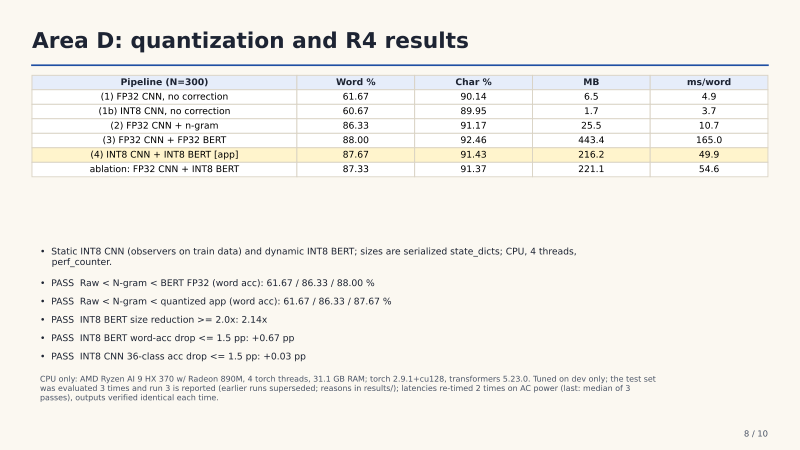 Area D: quantization and R4 results
Pipeline (N=300) Word % Char % MB ms/word
(1) FP32 CNN, no correction 61.67 90.14 6.5 4.9
(1b) INT8 CNN, no correction 60.67 89.95 1.7 3.7
(2) FP32 CNN + n-gram 86.33 91.17 25.5 10.7
(3) FP32 CNN + FP32 BERT 88.00 92.46 443.4 165.0
(4) INT8 CNN + INT8 BERT [app] 87.67 91.43 216.2 49.9
ablation: FP32 CNN + INT8 BERT 87.33 91.37 221.1 54.6
• Static INT8 CNN (observers on train data) and dynamic INT8 BERT; sizes are serialized state_dicts; CPU, 4 threads,
perf_counter.
• PASS Raw < N-gram < BERT FP32 (word acc): 61.67 / 86.33 / 88.00 %
• PASS Raw < N-gram < quantized app (word acc): 61.67 / 86.33 / 87.67 %
• PASS INT8 BERT size reduction >= 2.0x: 2.14x
• PASS INT8 BERT word-acc drop <= 1.5 pp: +0.67 pp
• PASS INT8 CNN 36-class acc drop <= 1.5 pp: +0.03 pp
CPU only: AMD Ryzen AI 9 HX 370 w/ Radeon 890M, 4 torch threads, 31.1 GB RAM; torch 2.9.1+cu128, transformers 5.23.0. Tuned on dev only; the test set
was evaluated 3 times and run 3 is reported (earlier runs superseded; reasons in results/); latencies re-timed 2 times on AC power (last: median of 3
passes), outputs verified identical each time.
8 / 10